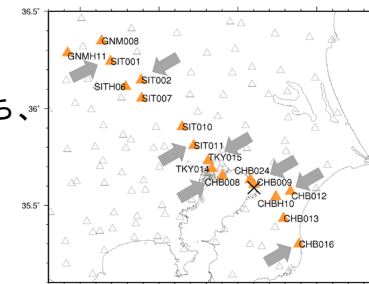 36.5˚
GNM008
GNMH11
SIT001
SIT002
SITH06
SIT007
ち、
36˚
SIT010
SIT011
TKY015
TKY014
CHB024
CHB008
CHB009
CHB012
CHBH10
35.5˚
CHB013
CHB016